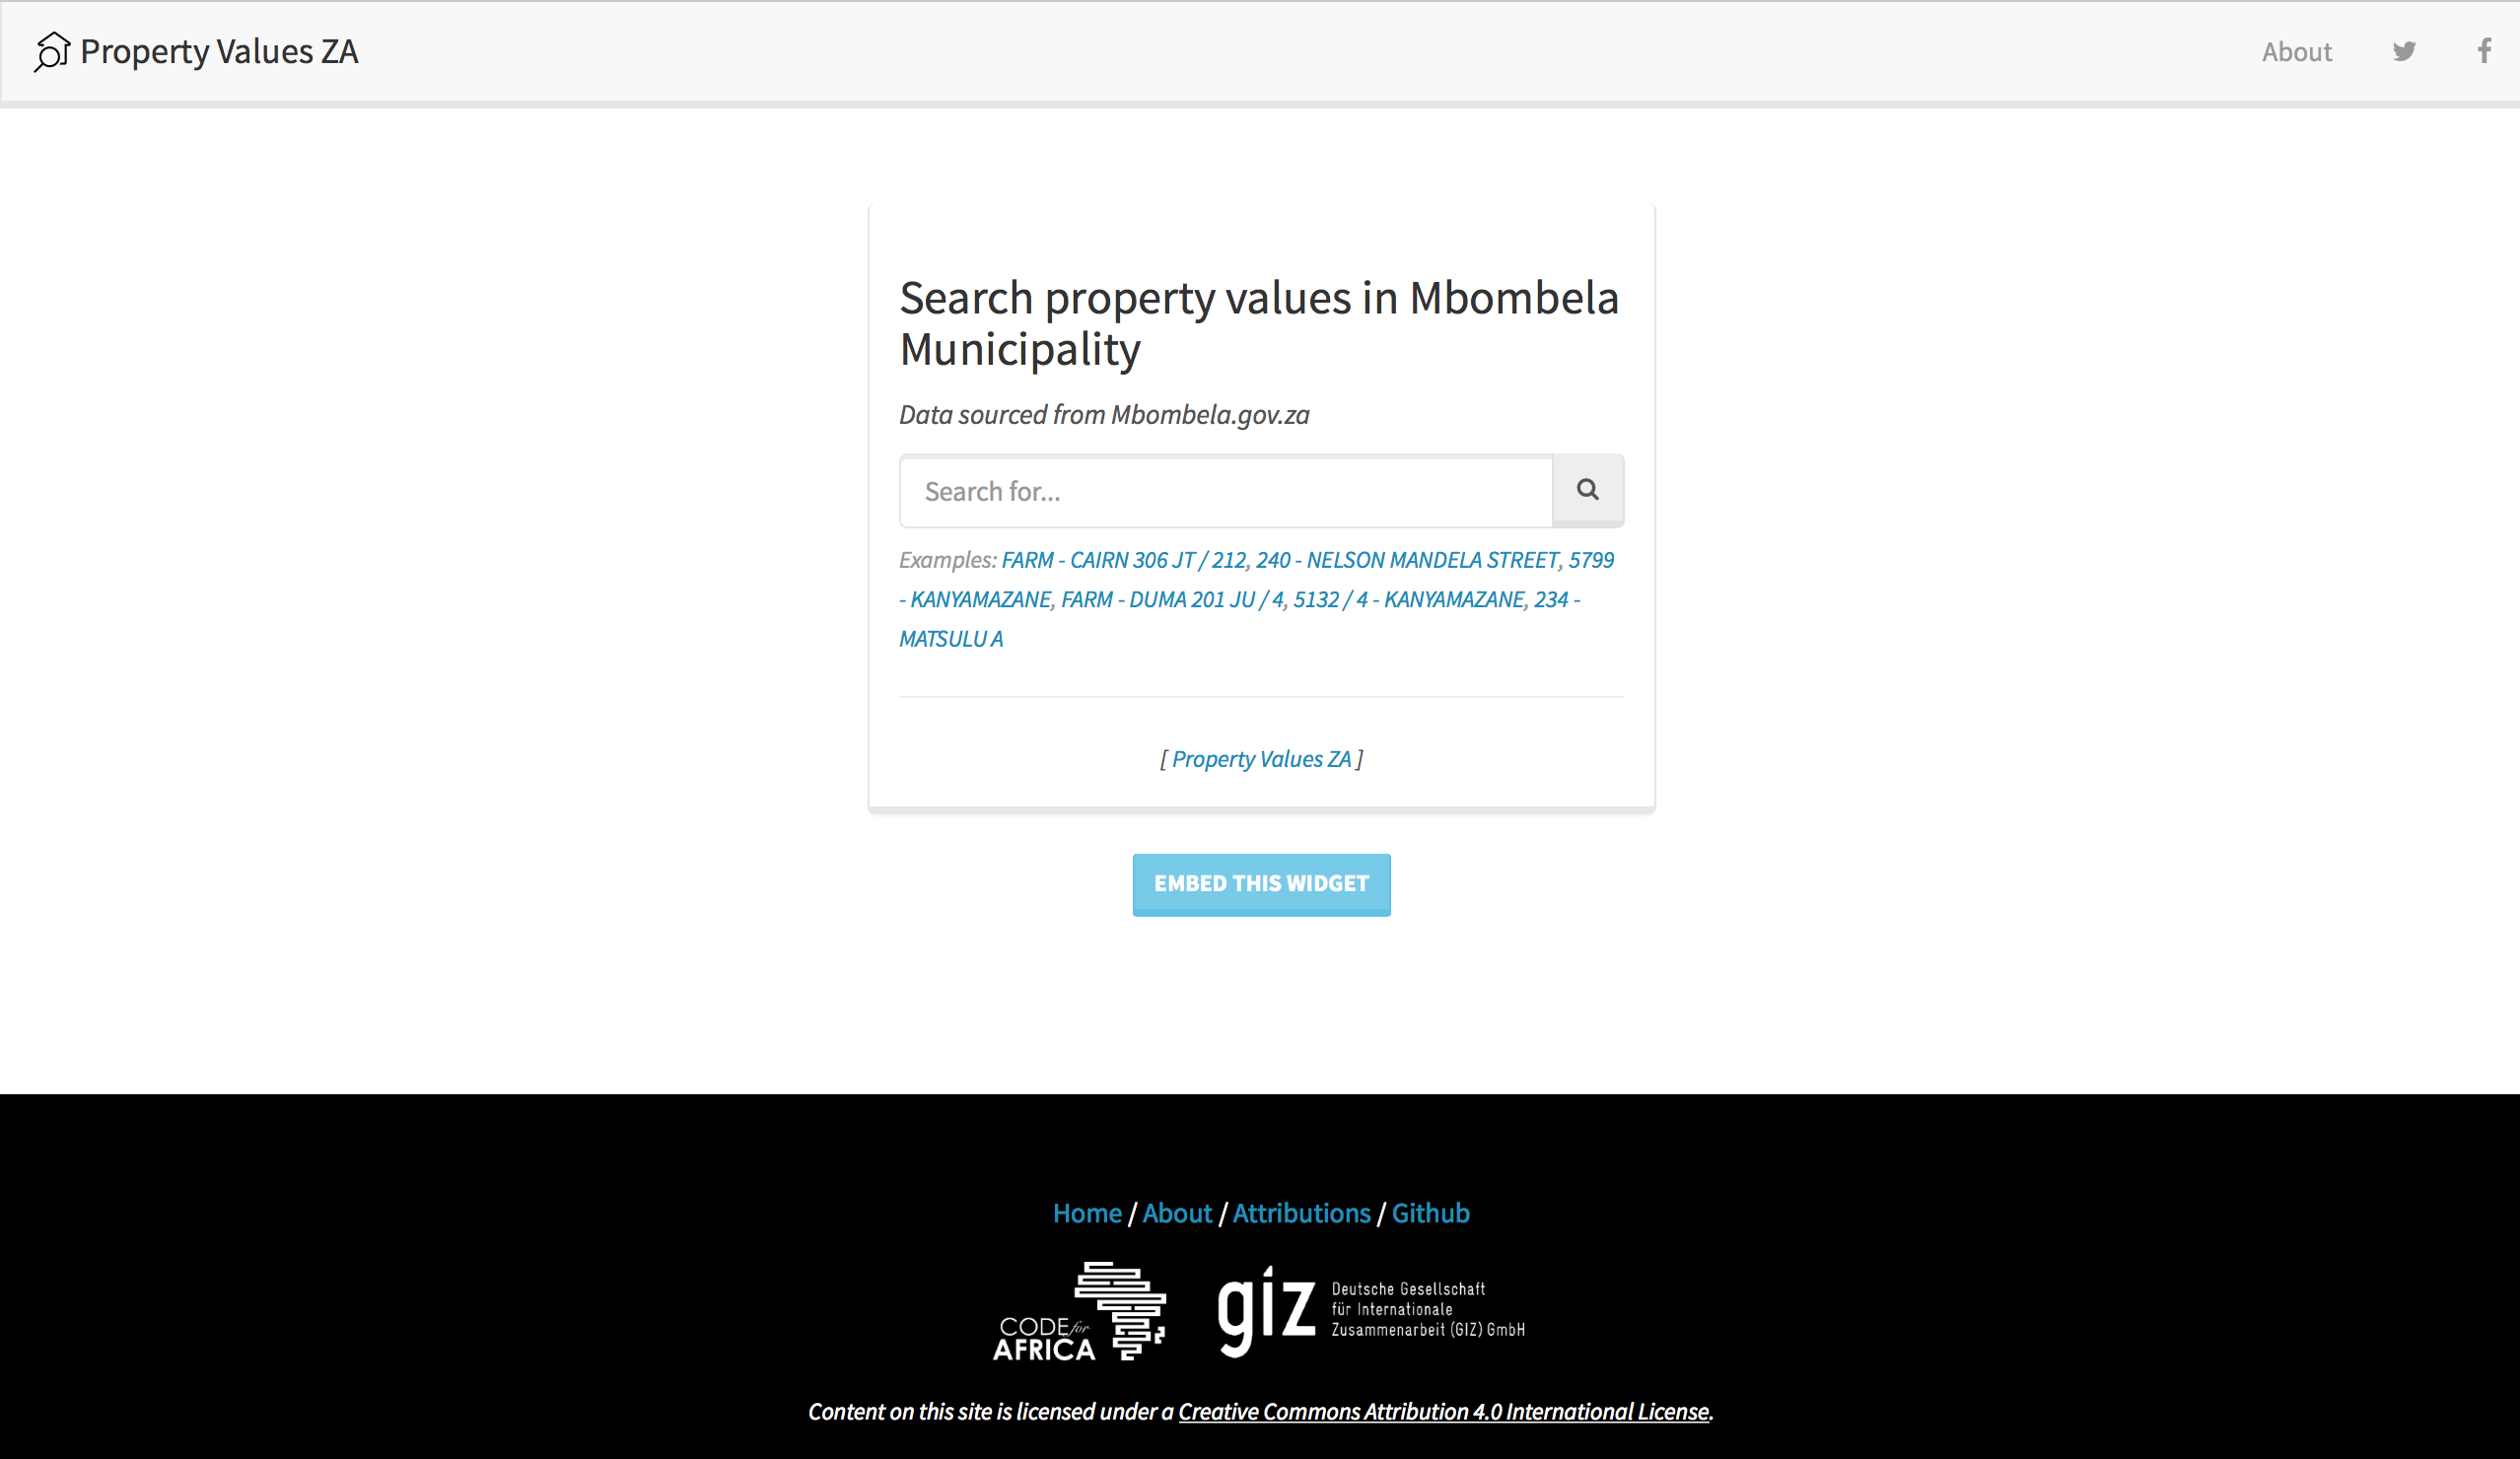 Property Values ZA
About
Search property values in Mbombela
Municipality
Data sourced from Mbombela.gov.za
Search for...
Examples: FARM - CAIRN 306 JT / 212, 240 - NELSON MANDELA STREET, 5799
- KANYAMAZANE, FARM - DUMA 201 JU / 4, 5132 / 4 - KANYAMAZANE, 234 -
MATSULU A
[ Property Values ZA ]
EMBED THIS WIDGET
Home / About / Attributions / Github
CODE for
AFRICA
giz
Deutsche Gesellschaft
für Internationale
Zusammenarbeit (GIZ) GmbH
Content on this site is licensed under a Creative Commons Attribution 4.0 International License.